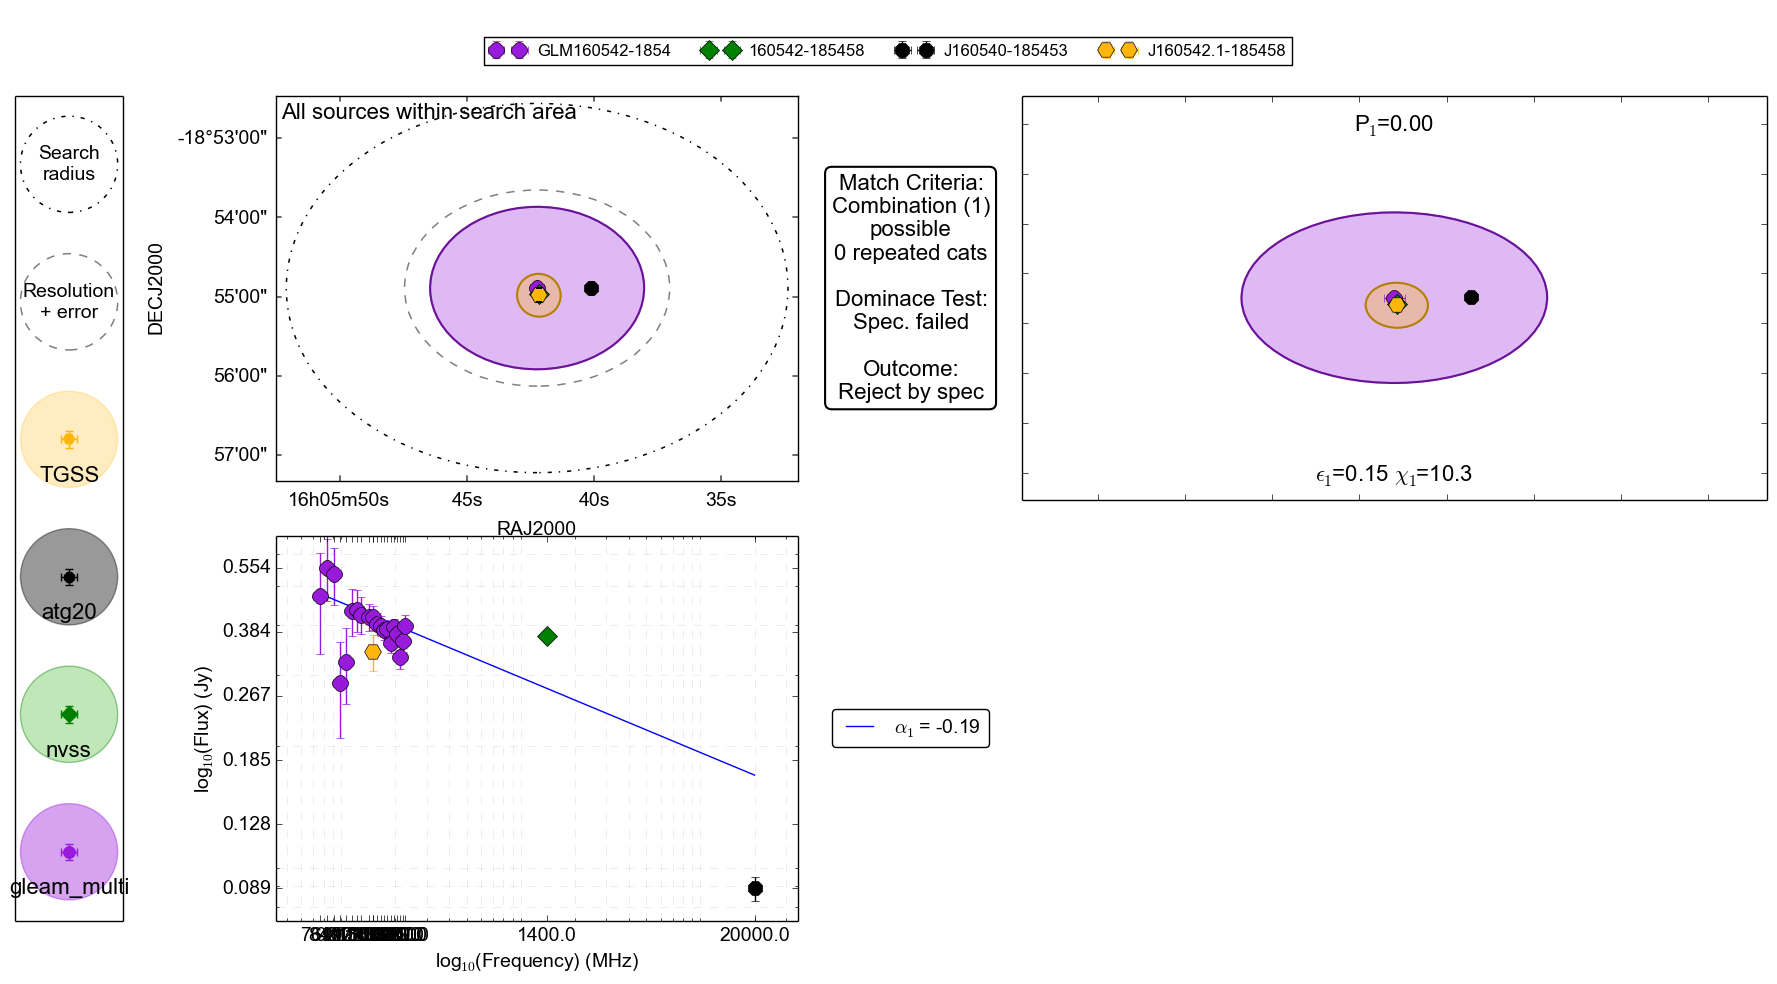 GLM160542-1854 160542-185458 J160540-185453 J160542.1-185458
Search
radius
Resolution
+ error
TGSS
atg20
nvss
gleam_multi
All sources within search area
DECJ2000
-18°53'00"
54'00"
55'00"
56'00"
57'00"
16h05m50s 45s 40s 35s
RAJ2000
Match Criteria:
Combination (1)
possible
0 repeated cats
Dominace Test:
Spec. failed
Outcome:
Reject by spec
P1=0.00
ϵ1=0.15 χ1=10.3
log10(Flux) (Jy)
0.554
0.384
0.267
0.185
0.128
0.089
1400.0 20000.0
log10(Frequency) (MHz)
α1 = -0.19